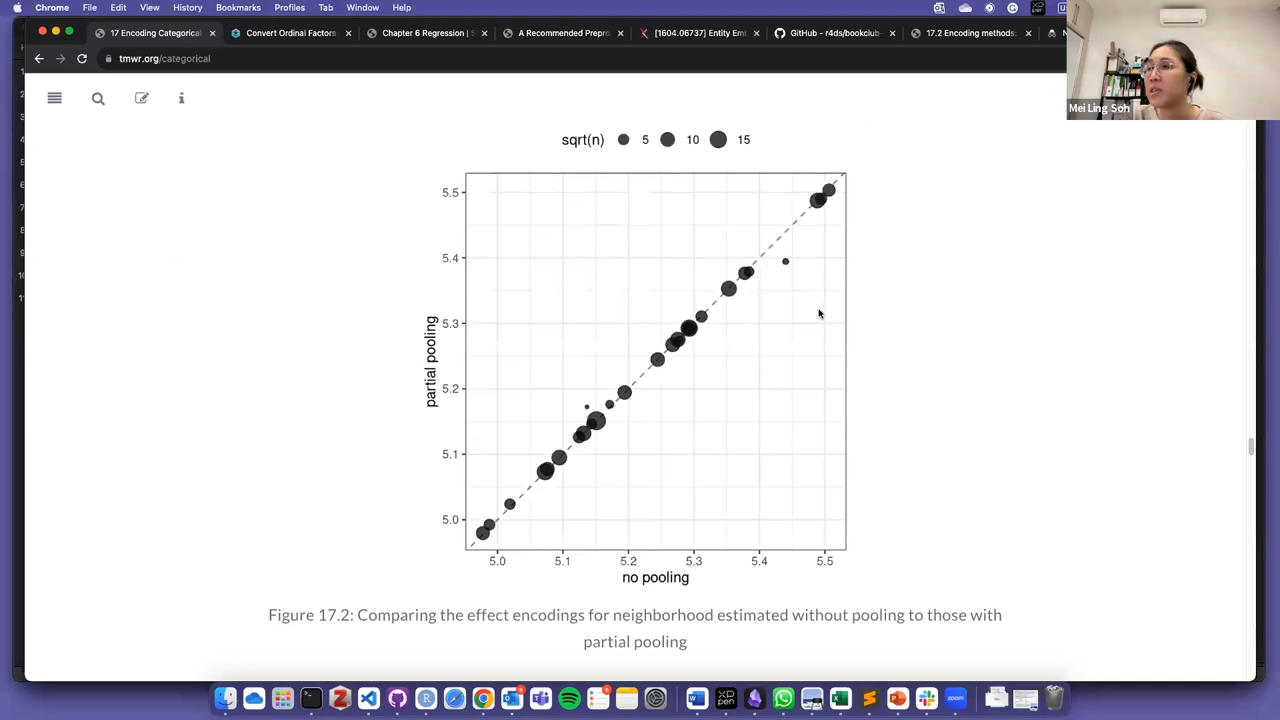 Chrome File Edit View History Bookmarks Profiles Tab Window Help
17 Encoding Categorical
Convert Ordinal Factors
Chapter 6 Regression | S
A Recommended Prepro
[1604.06737] Entity Emb
GitHub - r4ds/bookclub-
17.2 Encoding methods:
tmwr.org/categorical
Mei Ling Soh
sqrt(n) 5 10 15
5.5
5.4
5.3
5.2
5.1
5.0
partial pooling
5.0 5.1 5.2 5.3 5.4 5.5
no pooling
Figure 17.2: Comparing the effect encodings for neighborhood estimated without pooling to those with
partial pooling